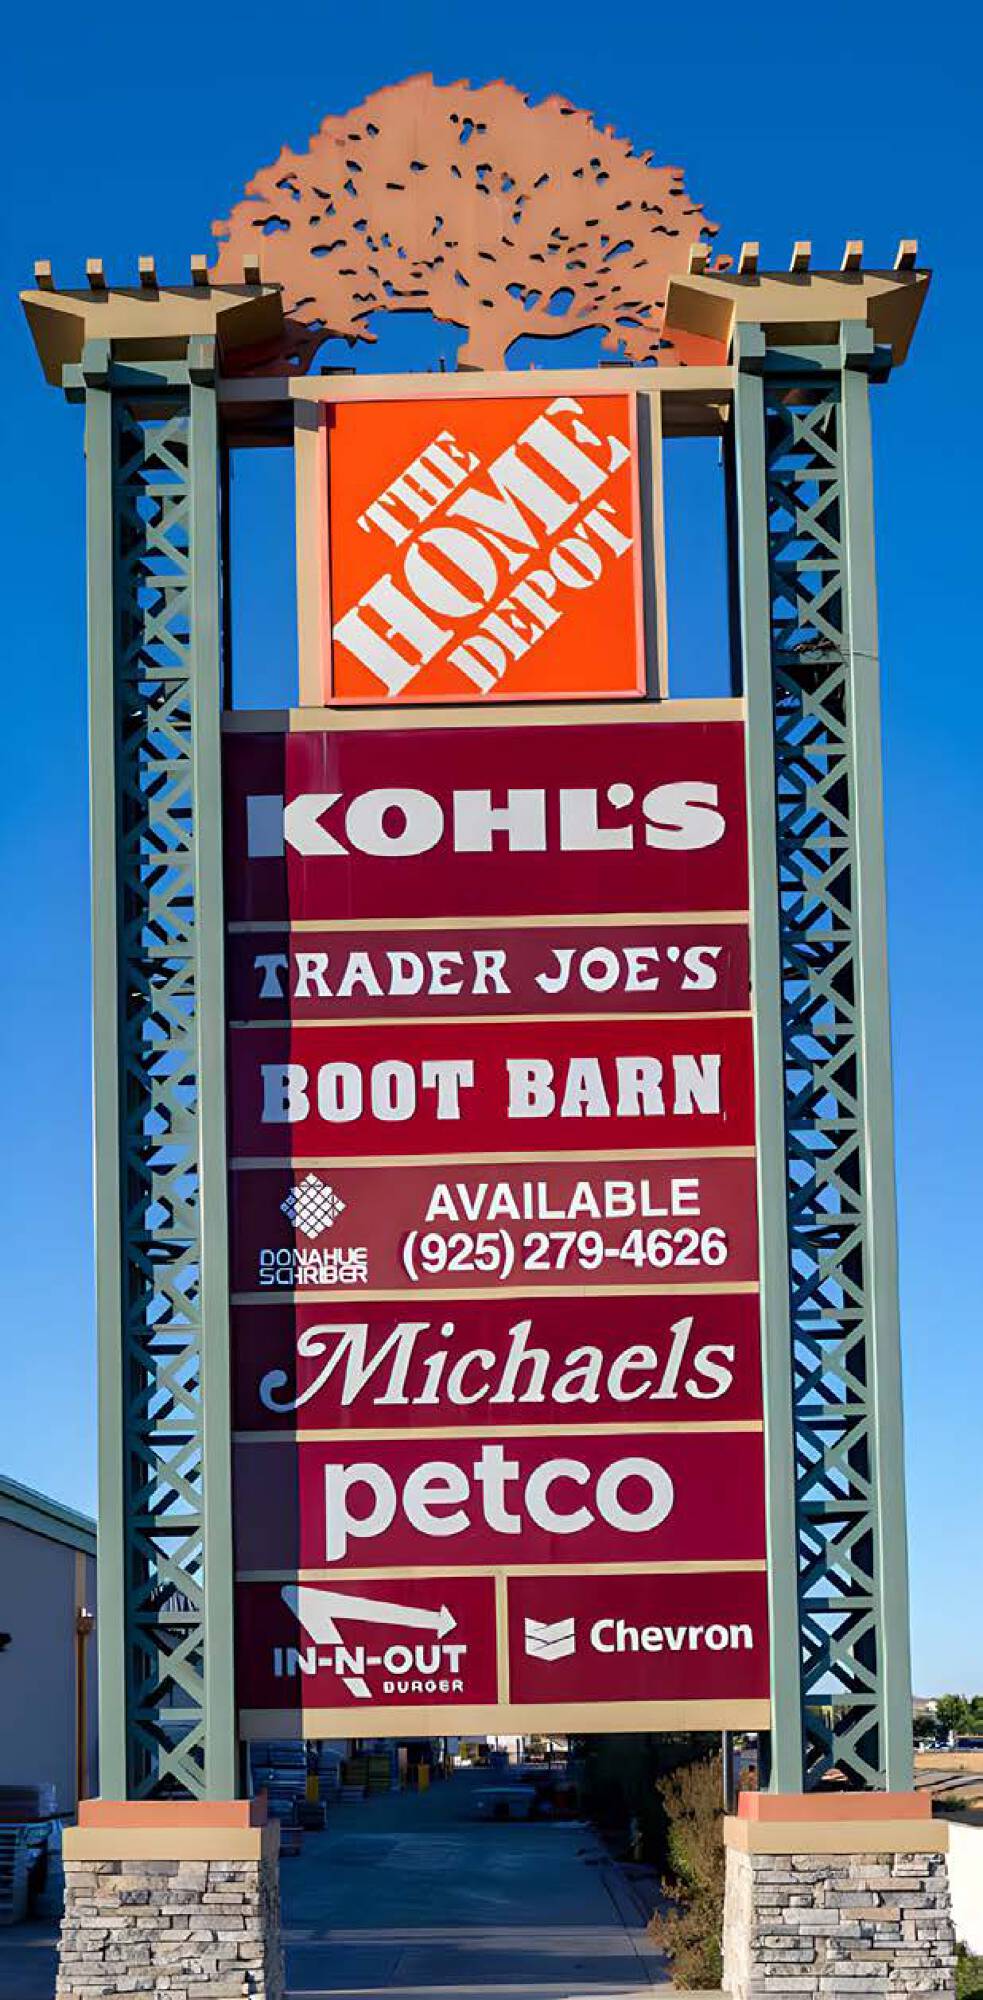 THE
HOME
DEPOT
KOHL'S
TRADER JOE'S
BOOT BARN
DONAHUE
SCHRIBER
AVAILABLE
(925) 279-4626
Michaels
petco
IN-N-OUT
BURGER
Chevron